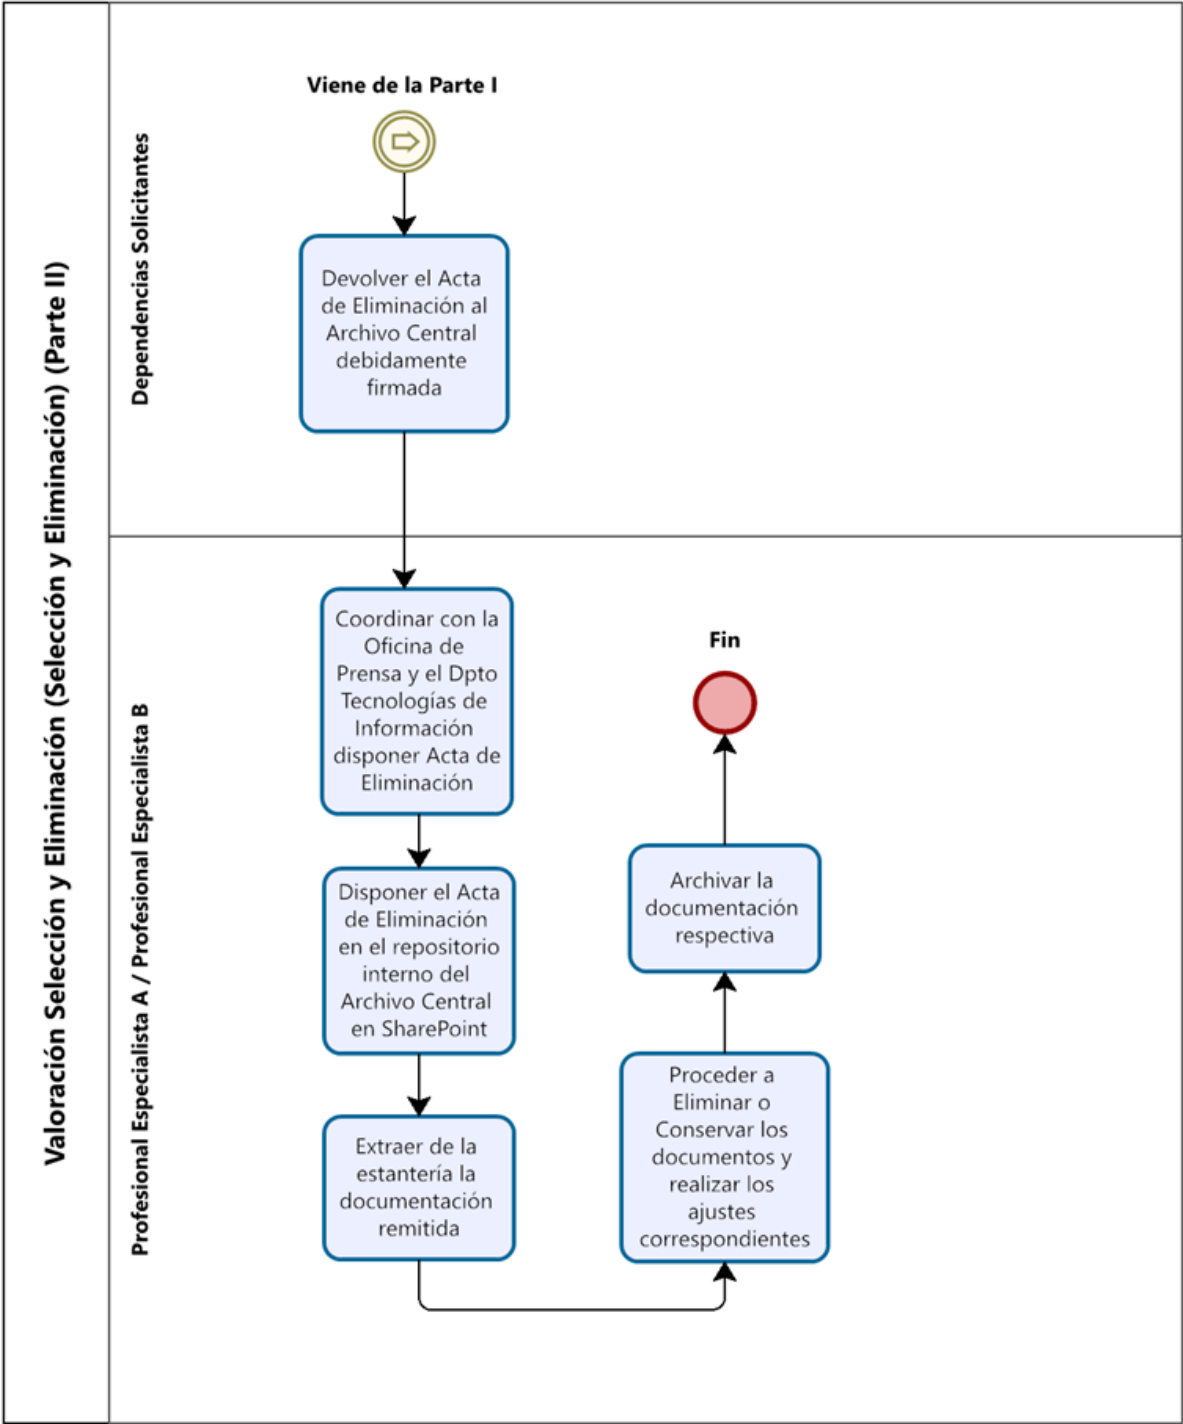 Valoración Selección y Eliminación (Selección y Eliminación) (Parte II)
Dependencias Solicitantes
Viene de la Parte I
Devolver el Acta
de Eliminación al
Archivo Central
debidamente
firmada
Profesional Especialista A / Profesional Especialista B
Coordinar con la
Oficina de
Prensa y el Dpto
Tecnologías de
Información
disponer Acta de
Eliminación
Disponer el Acta
de Eliminación
en el repositorio
interno del
Archivo Central
en SharePoint
Extraer de la
estantería la
documentación
remitida
Proceder a
Eliminar o
Conservar los
documentos y
realizar los
ajustes
correspondientes
Archivar la
documentación
respectiva
Fin